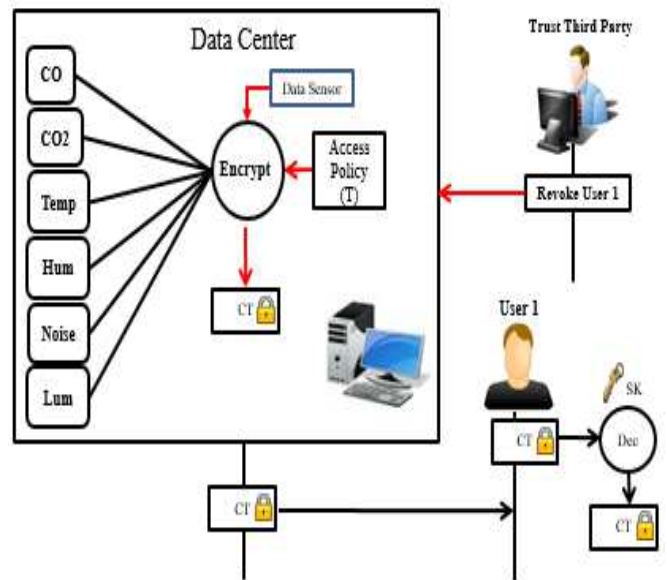 Data Center
Trust Third Party
CO
CO2
Temp
Hum
Noise
Lum
Data Sensor
Encrypt
Access
Policy
(T)
CT
Revoke User 1
User 1
SK
CT
Dec
CT
CT